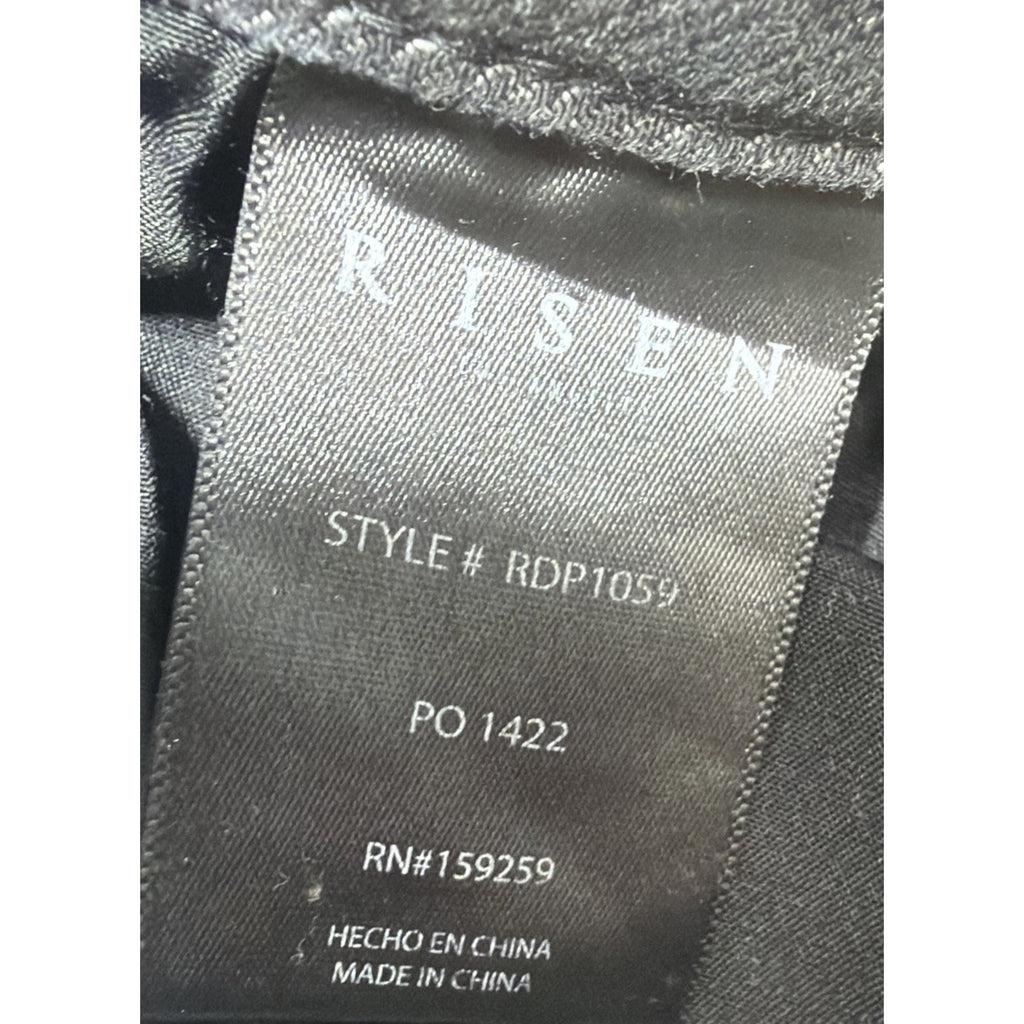 RISEN
STYLE # RDP1059
PO 1422
RN#159259
HECHO EN CHINA
MADE IN CHINA